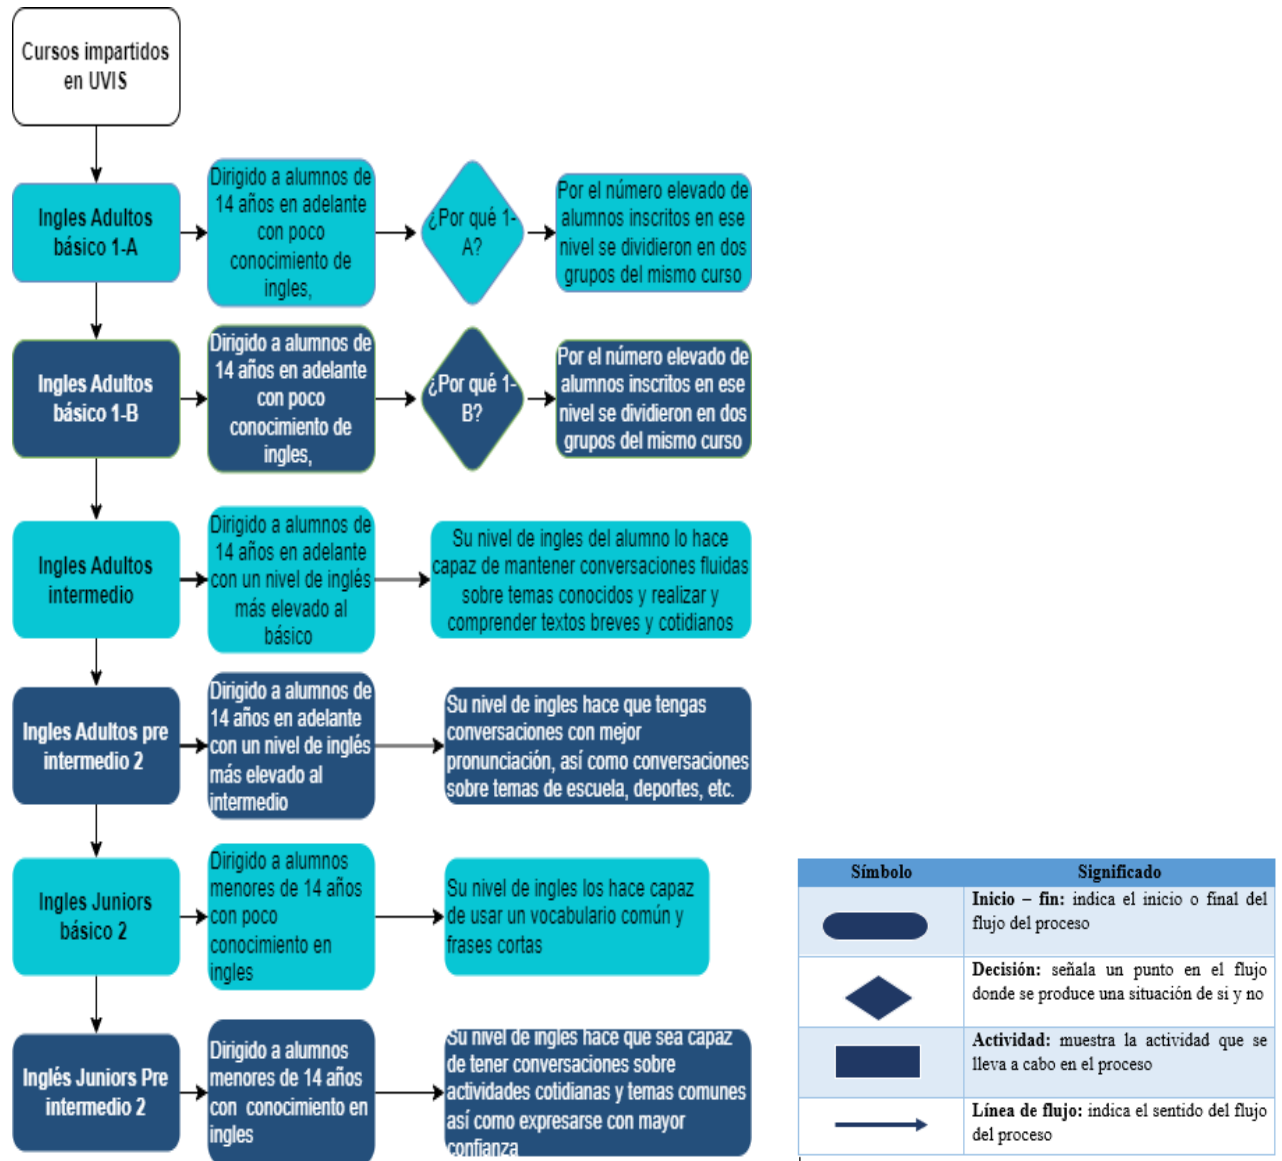 Cursos impartidos
en UVIS
Ingles Adultos
básico 1-A
Dirigido a alumnos de
14 años en adelante
con poco
conocimiento de
ingles,
¿Por qué 1-
A?
Por el número elevado de
alumnos inscritos en ese
nivel se dividieron en dos
grupos del mismo curso
Ingles Adultos
básico 1-B
Dirigido a alumnos de
14 años en adelante
con poco
conocimiento de
ingles,
¿Por qué 1-
B?
Por el número elevado de
alumnos inscritos en ese
nivel se dividieron en dos
grupos del mismo curso
Ingles Adultos
intermedio
Dirigido a alumnos de
14 años en adelante
con un nivel de inglés
más elevado al
básico
Su nivel de ingles del alumno lo hace
capaz de mantener conversaciones fluidas
sobre temas conocidos y realizar y
comprender textos breves y cotidianos
Ingles Adultos pre
intermedio 2
Dirigido a alumnos de
14 años en adelante
con un nivel de inglés
más elevado al
intermedio
Su nivel de ingles hace que tengas
conversaciones con mejor
pronunciación, así como conversaciones
sobre temas de escuela, deportes, etc.
Ingles Juniors
básico 2
Dirigido a alumnos
menores de 14 años
con poco
conocimiento en
ingles
Su nivel de ingles los hace capaz
de usar un vocabulario común y
frases cortas
Inglés Juniors Pre
intermedio 2
Dirigido a alumnos
menores de 14 años
con conocimiento en
ingles
Su nivel de ingles hace que sea capaz
de tener conversaciones sobre
actividades cotidianas y temas comunes
así como expresarse con mayor
confianza
Símbolo
Significado
Inicio – fin: indica el inicio o final del
flujo del proceso
Decisión: señala un punto en el flujo
donde se produce una situación de si y no
Actividad: muestra la actividad que se
lleva a cabo en el proceso
Línea de flujo: indica el sentido del flujo
del proceso